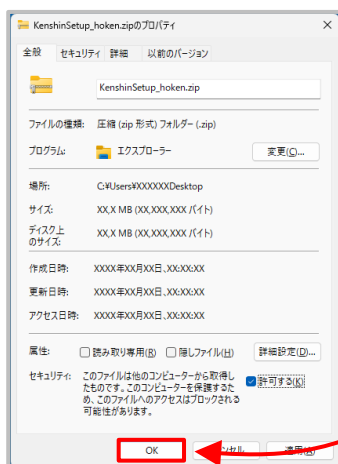 KenshinSetup_hoken.zipのプロパティ
全般 セキュリティ 詳細 以前のバージョン
KenshinSetup_hoken.zip
ファイルの種類: 圧縮 (zip 形式) フォルダー (.zip)
プログラム: エクスプローラー 変更(C)...
場所: C:¥Users¥XXXXXXDesktop
サイズ: XX,X MB (XX,XXX,XXX バイト)
ディスク上
のサイズ: XX,X MB (XX,XXX,XXX バイト)
作成日時: XXXX年XX月XX日、XX:XX:XX
更新日時: XXXX年XX月XX日、XX:XX:XX
アクセス日時: XXXX年XX月XX日、XX:XX:XX
属性: 読み取り専用(R) 隠しファイル(H) 詳細設定(D)...
セキュリティ: このファイルは他のコンピューターから取得し
たものです。このコンピューターを保護するた
め、このファイルへのアクセスはブロックされる
可能性があります。
許可する(K)
OK ンセル 適用(A)